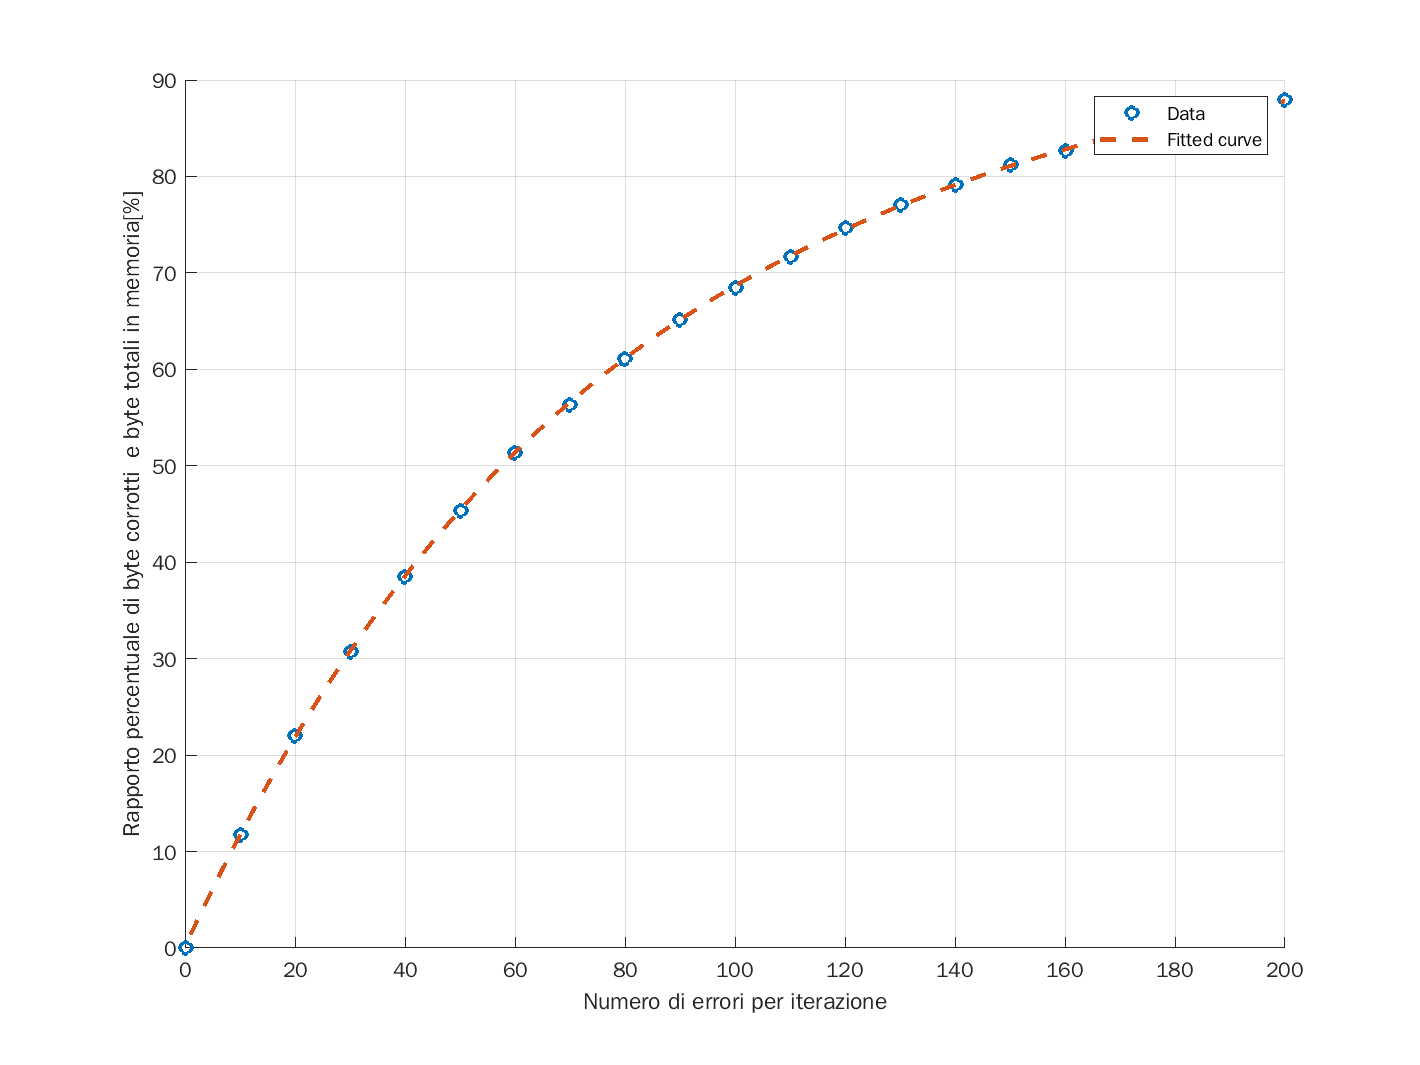 90
80
70
60
50
40
30
20
10
0
Rapporto percentuale di byte corrotti  e byte totali in memoria[%]
Data
Fitted curve
0 20 40 60 80 100 120 140 160 180 200
Numero di errori per iterazione